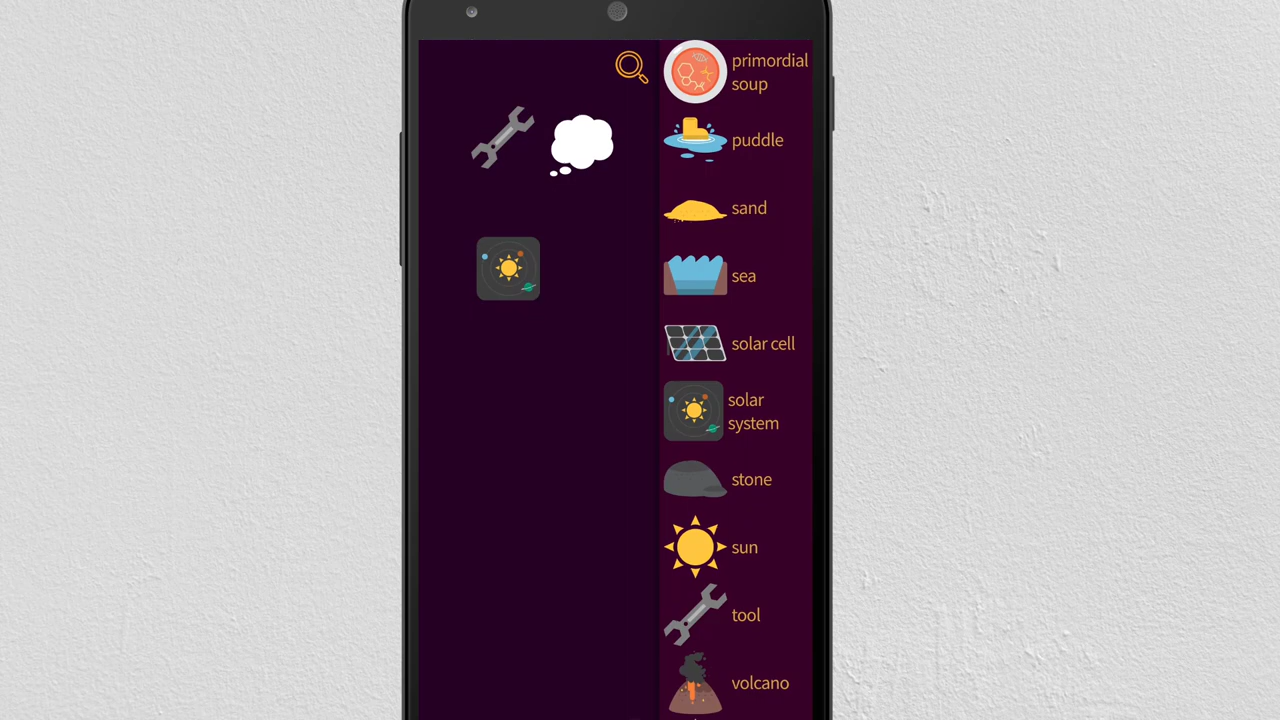 primordial
soup
puddle
sand
sea
solar cell
solar
system
stone
sun
tool
volcano